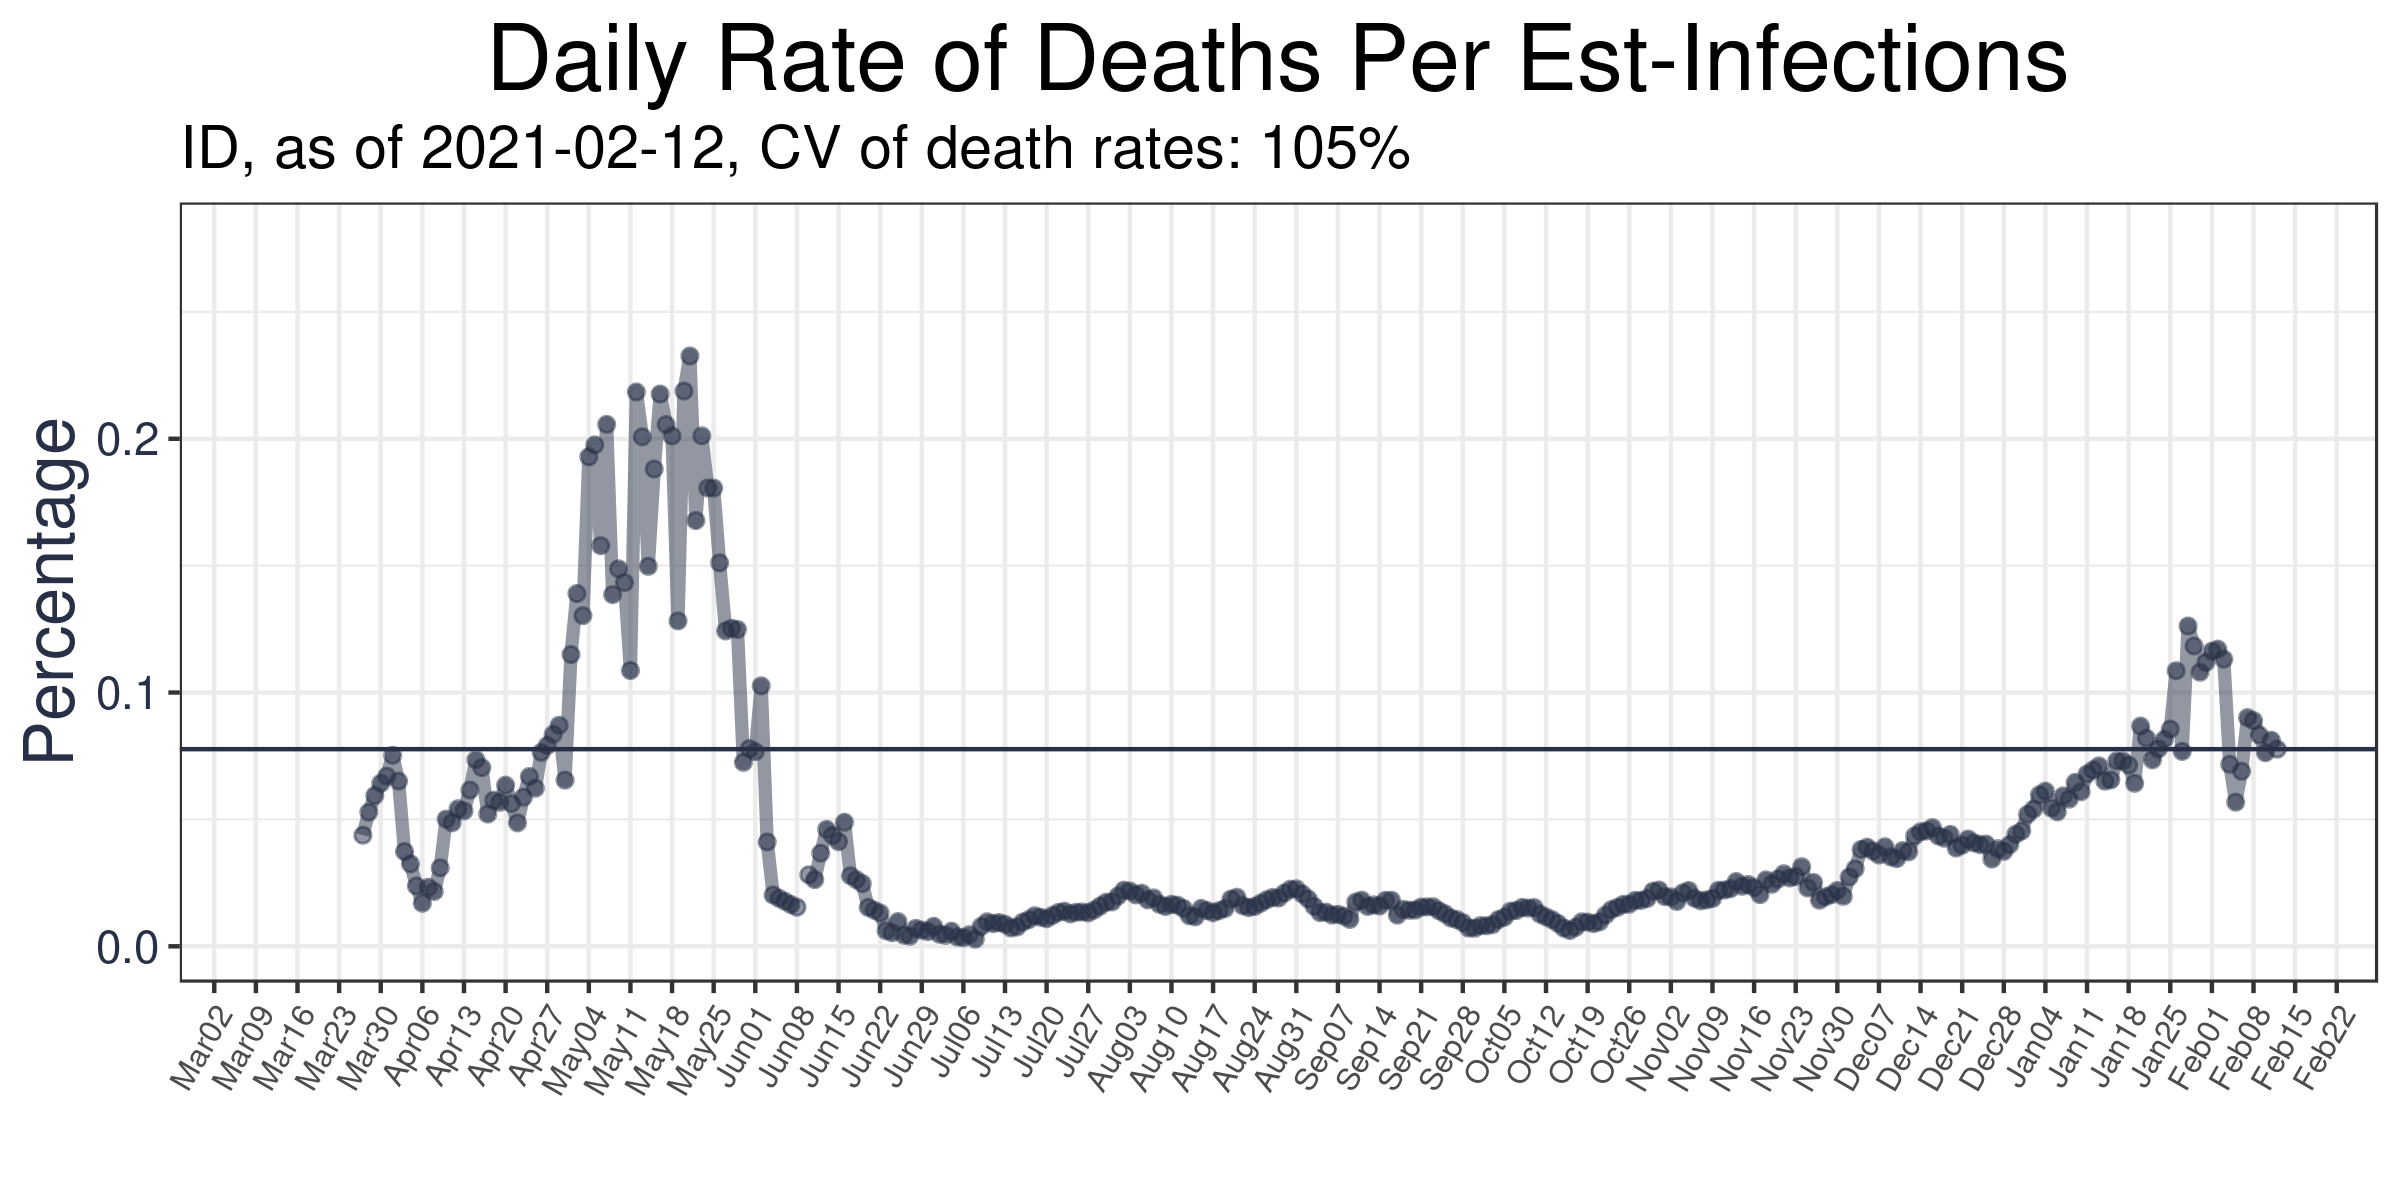 Daily Rate of Deaths Per Est-Infections
ID, as of 2021-02-12, CV of death rates: 105%
Percentage
0.2
0.1
0.0
Mar02 Mar09 Mar16 Mar23 Mar30 Apr06 Apr13 Apr20 Apr27 May04 May11 May18 May25 Jun01 Jun08 Jun15 Jun22 Jun29 Jul06 Jul13 Jul20 Jul27 Aug03 Aug10 Aug17 Aug24 Aug31 Sep07 Sep14 Sep21 Sep28 Oct05 Oct12 Oct19 Oct26 Nov02 Nov09 Nov16 Nov23 Nov30 Dec07 Dec14 Dec21 Dec28 Jan04 Jan11 Jan18 Jan25 Feb01 Feb08 Feb15 Feb22